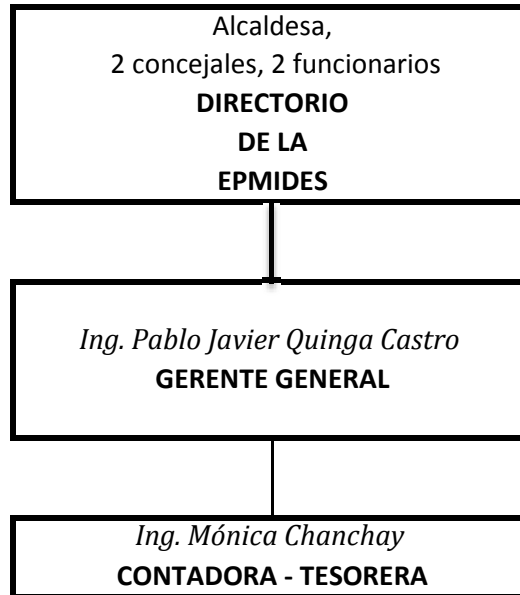 Alcaldesa,
2 concejales, 2 funcionarios
DIRECTORIO
DE LA
EPMIDES
Ing. Pablo Javier Quinga Castro
GERENTE GENERAL
Ing. Mónica Chanchay
CONTADORA - TESORERA